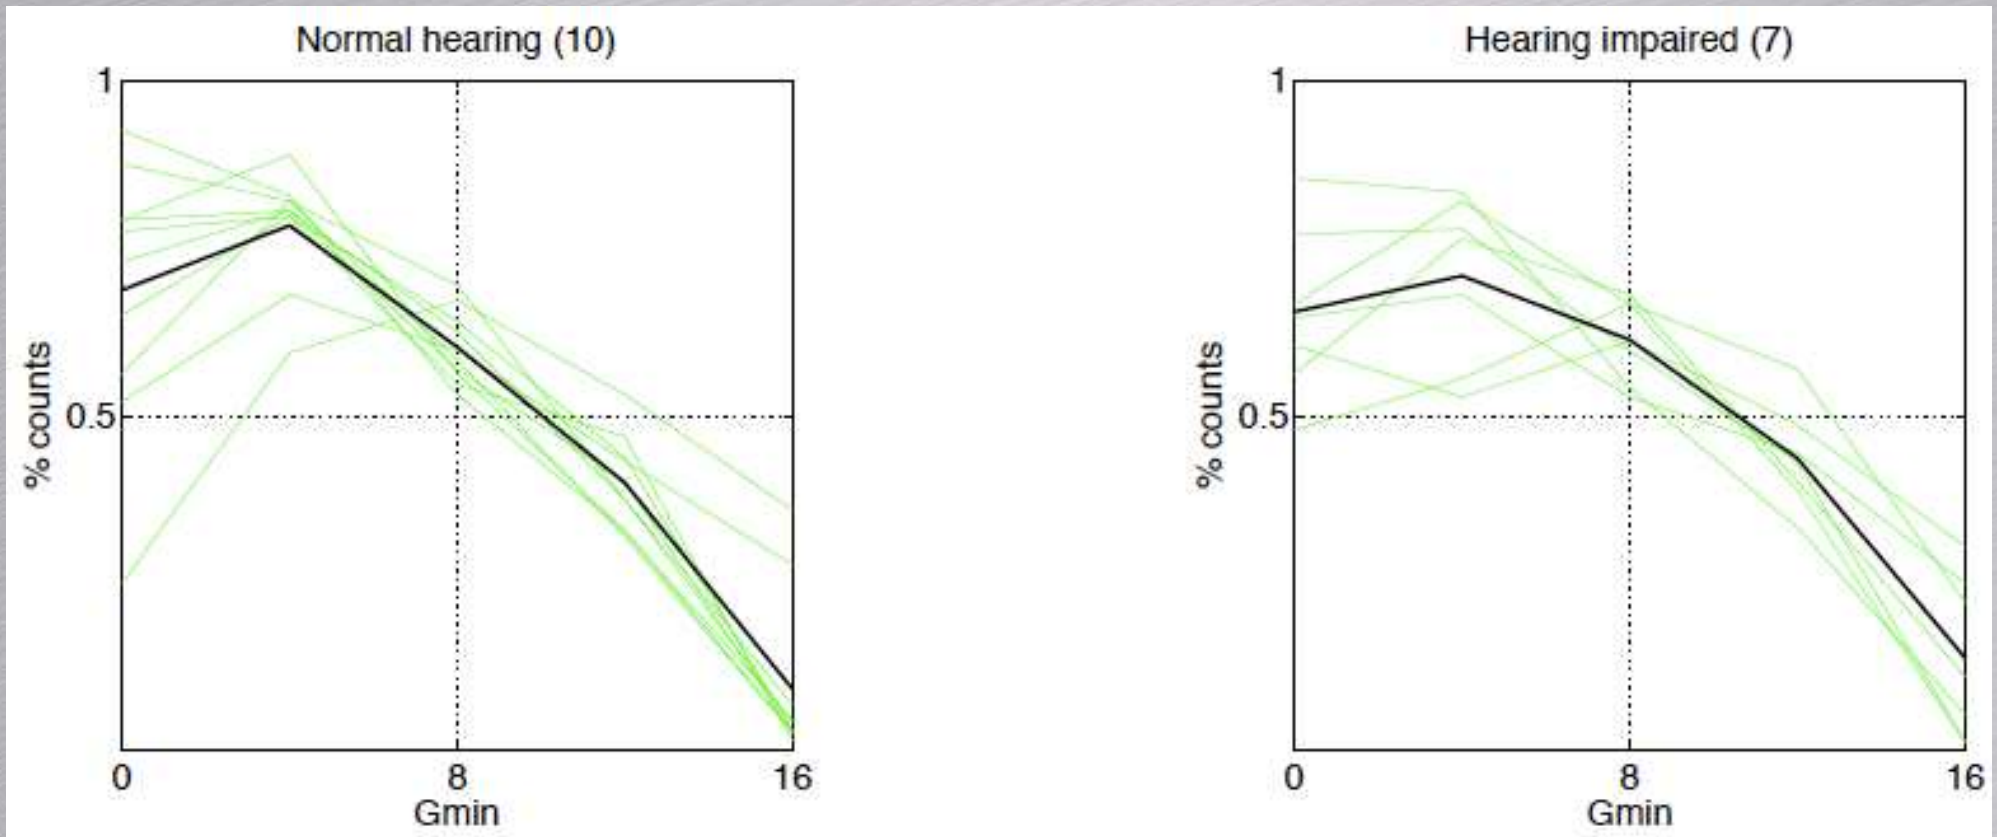 Normal hearing (10)
1
0.5
% counts
0 8 16
Gmin
Hearing impaired (7)
1
0.5
% counts
0 8 16
Gmin